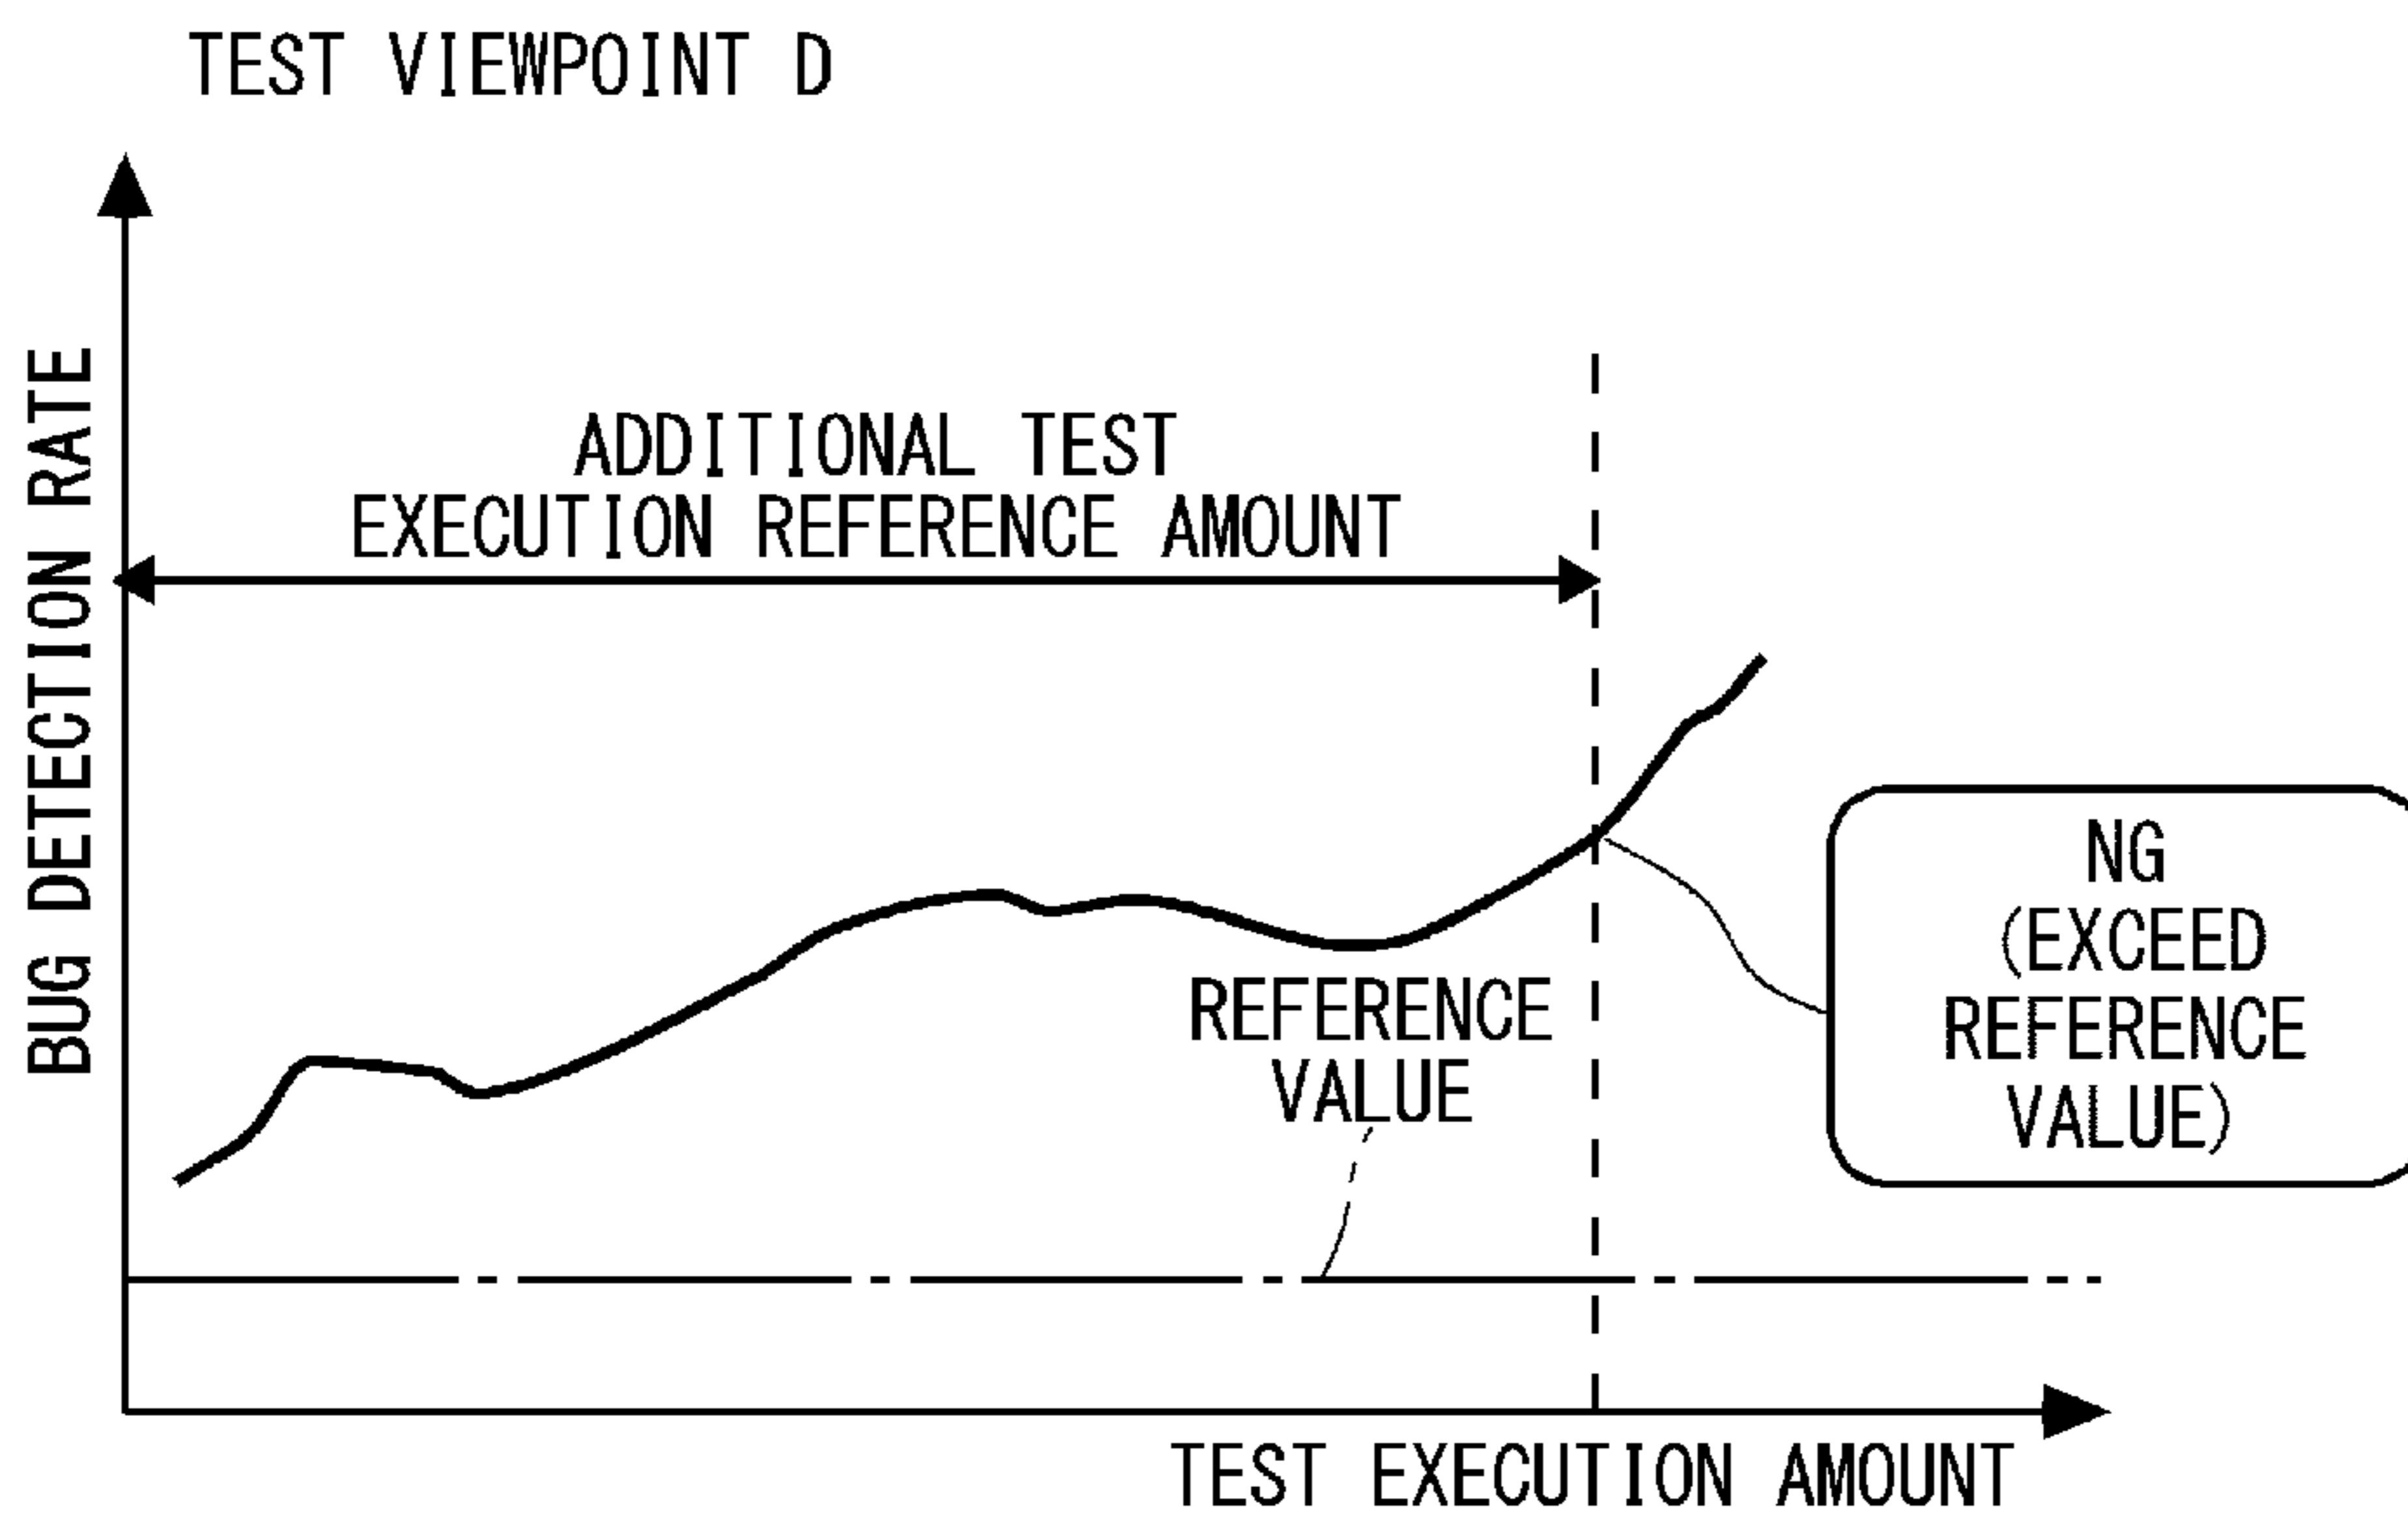 TEST VIEWPOINT D
BUG DETECTION RATE
ADDITIONAL TEST
EXECUTION REFERENCE AMOUNT
REFERENCE
VALUE
NG
(EXCEED
REFERENCE
VALUE)
TEST EXECUTION AMOUNT